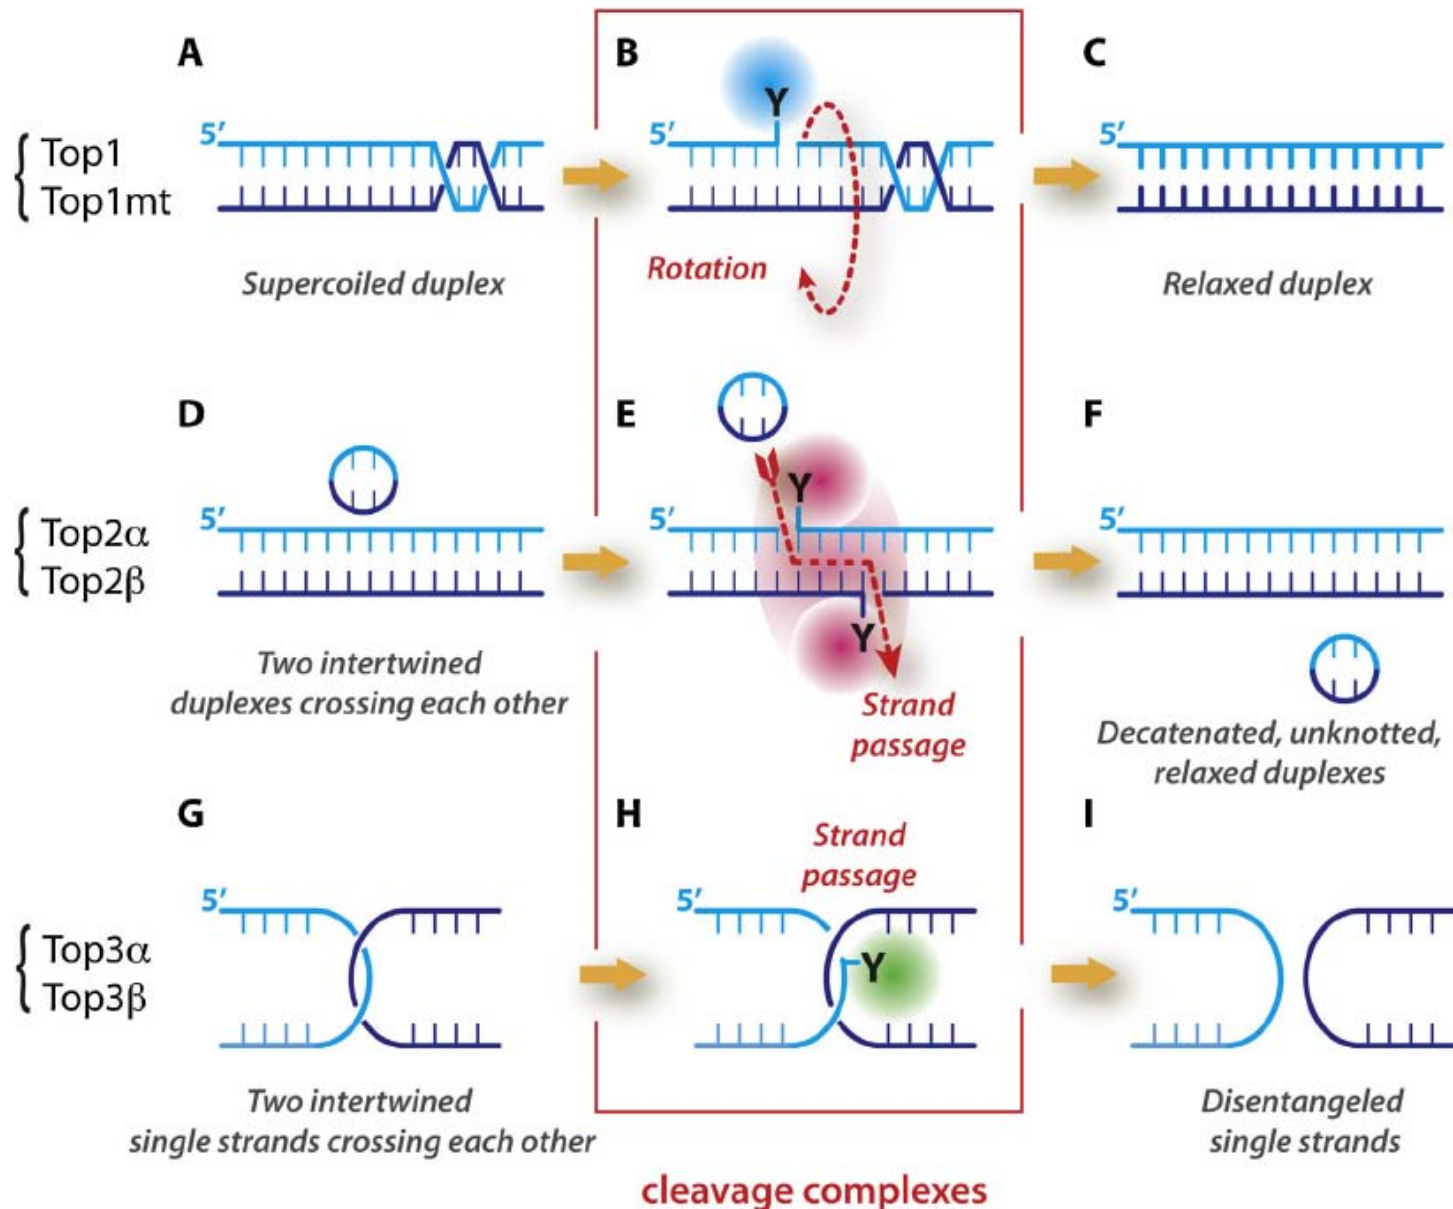 A
B
C
5'
Y
5'
5'
Top1
Top1mt
Rotation
Supercoiled duplex
Relaxed duplex
D
E
F
5'
Y
5'
5'
Top2α
Top2β
Y
Two intertwined
duplexes crossing each other
Strand
passage
Decatenated, unknotted,
relaxed duplexes
G
H
I
Strand
passage
5'
5'
5'
Top3α
Top3β
Y
Two intertwined
single strands crossing each other
Disentangeled
single strands
cleavage complexes